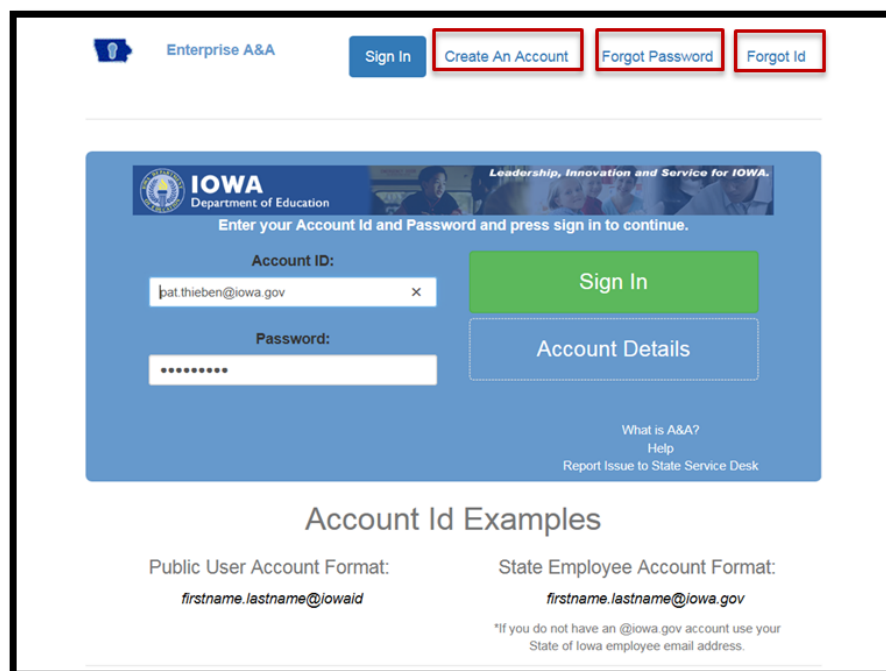 Enterprise A&A
Sign In
Create An Account
Forgot Password
Forgot Id
IOWA
Department of Education
Leadership, Innovation and Service for IOWA.
Enter your Account Id and Password and press sign in to continue.
Account ID:
pat.thieben@iowa.gov
Sign In
Password:
•••••••••
Account Details
What is A&A?
Help
Report Issue to State Service Desk
Account Id Examples
Public User Account Format:
firstname.lastname@iowaid
State Employee Account Format:
firstname.lastname@iowa.gov
*If you do not have an @iowa.gov account use your
State of Iowa employee email address.